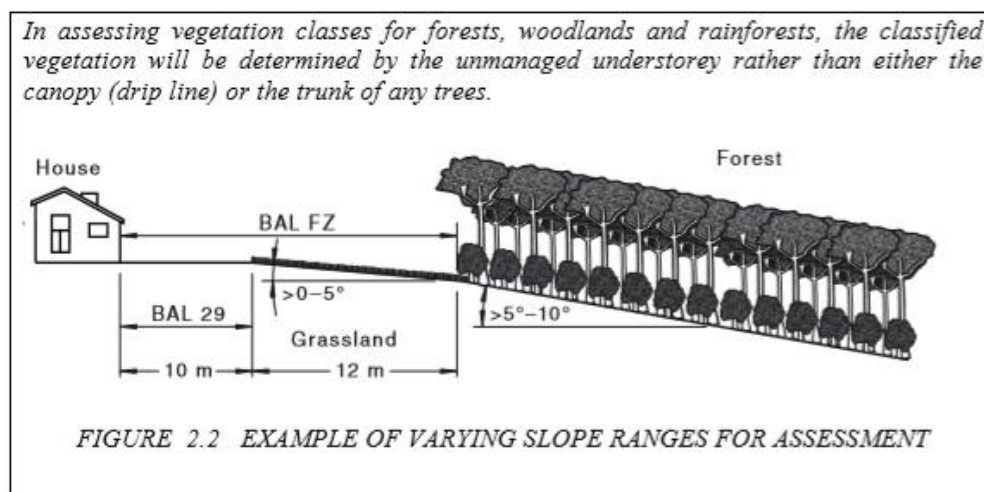 In assessing vegetation classes for forests, woodlands and rainforests, the classified
vegetation will be determined by the unmanaged understorey rather than either the
canopy (drip line) or the trunk of any trees.
House
Forest
BAL FZ
>0–5°
>5°–10°
BAL 29
Grassland
10 m
12 m
FIGURE 2.2 EXAMPLE OF VARYING SLOPE RANGES FOR ASSESSMENT